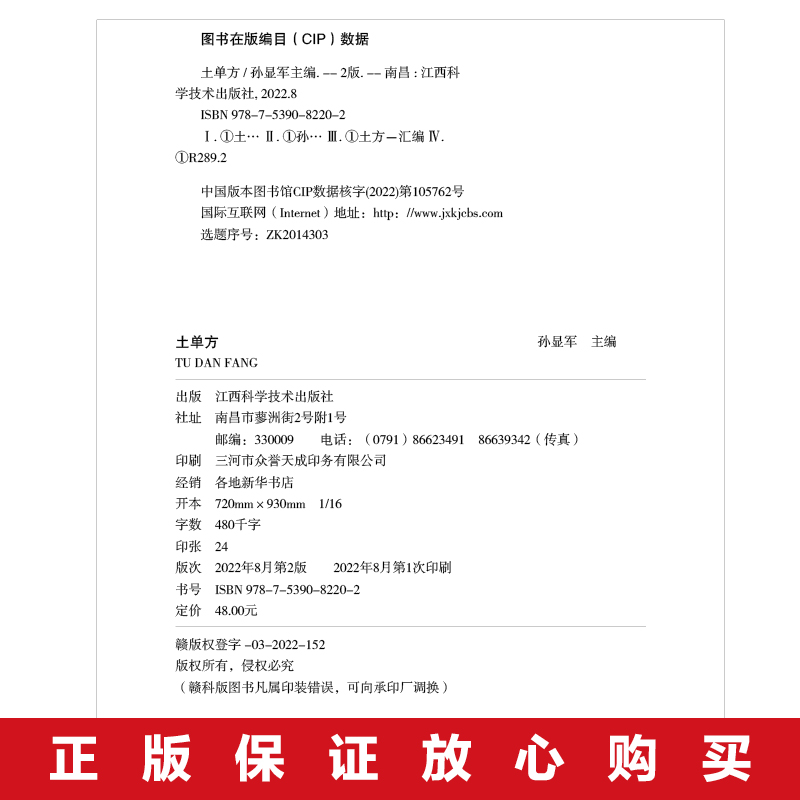 图书在版编目（CIP）数据
土单方 / 孙显军主编. -- 2版. -- 南昌 : 江西科
学技术出版社, 2022.8
ISBN 978-7-5390-8220-2
Ⅰ. ①土… Ⅱ. ①孙… Ⅲ. ①土方－汇编 Ⅳ.
①R289.2
中国版本图书馆CIP数据核字(2022)第105762号
国际互联网（Internet）地址：http：//www.jxkjcbs.com
选题序号：ZK2014303
土单方 孙显军 主编
TU DAN FANG
出版 江西科学技术出版社
社址 南昌市蓼洲街2号附1号
邮编：330009 电话：（0791）86623491 86639342（传真）
印刷 三河市众誉天成印务有限公司
经销 各地新华书店
开本 720mm × 930mm 1/16
字数 480千字
印张 24
版次 2022年8月第2版 2022年8月第1次印刷
书号 ISBN 978-7-5390-8220-2
定价 48.00元
赣版权登字 -03-2022-152
版权所有，侵权必究
（赣科版图书凡属印装错误，可向承印厂调换）
正版保证放心购买